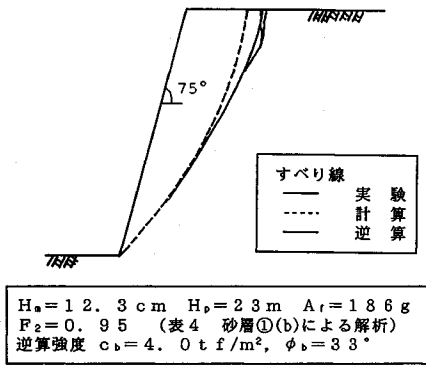 75°
すべり線
実験
計算
逆算
Hm=12.3cm Hp=23m Af=186g
F2=0.95 (表4 砂層①(b)による解析)
逆算強度 cb=4.0tf/m², φb=33°